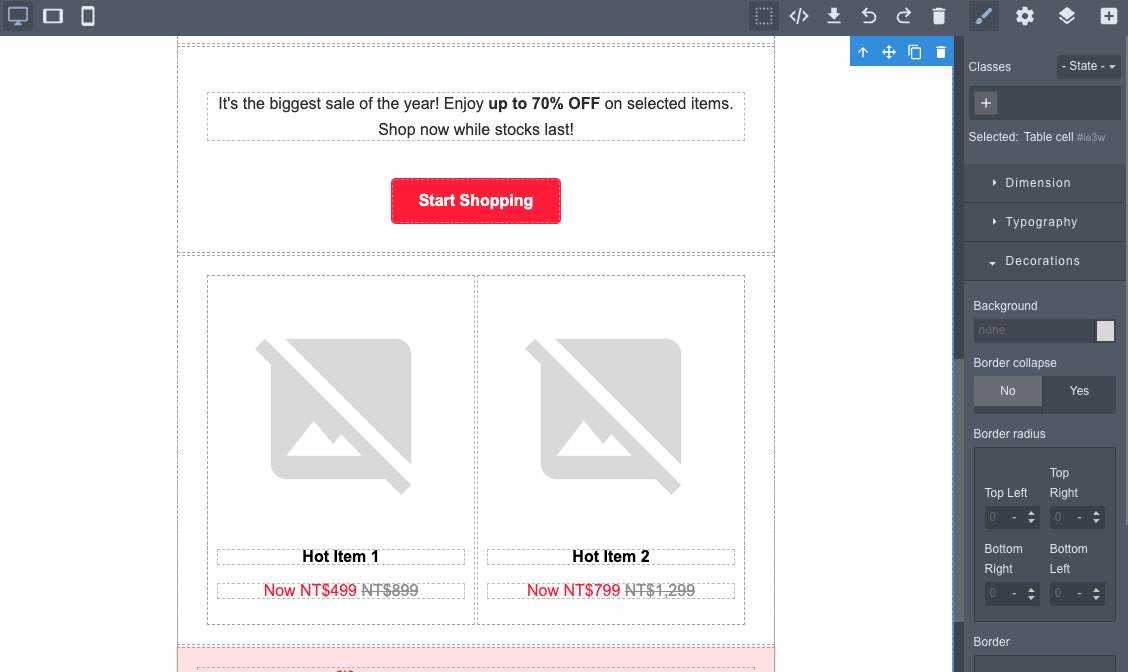 Classes
- State -
Selected: Table cell #ie3w
Dimension
Typography
Decorations
Background
none
Border collapse
No Yes
Border radius
Top Left
Top Right
0 -
0 -
Bottom Right
Bottom Left
0 -
0 -
Border
It's the biggest sale of the year! Enjoy up to 70% OFF on selected items.
Shop now while stocks last!
Start Shopping
Hot Item 1
Now NT$499 NT$899
Hot Item 2
Now NT$799 NT$1,299